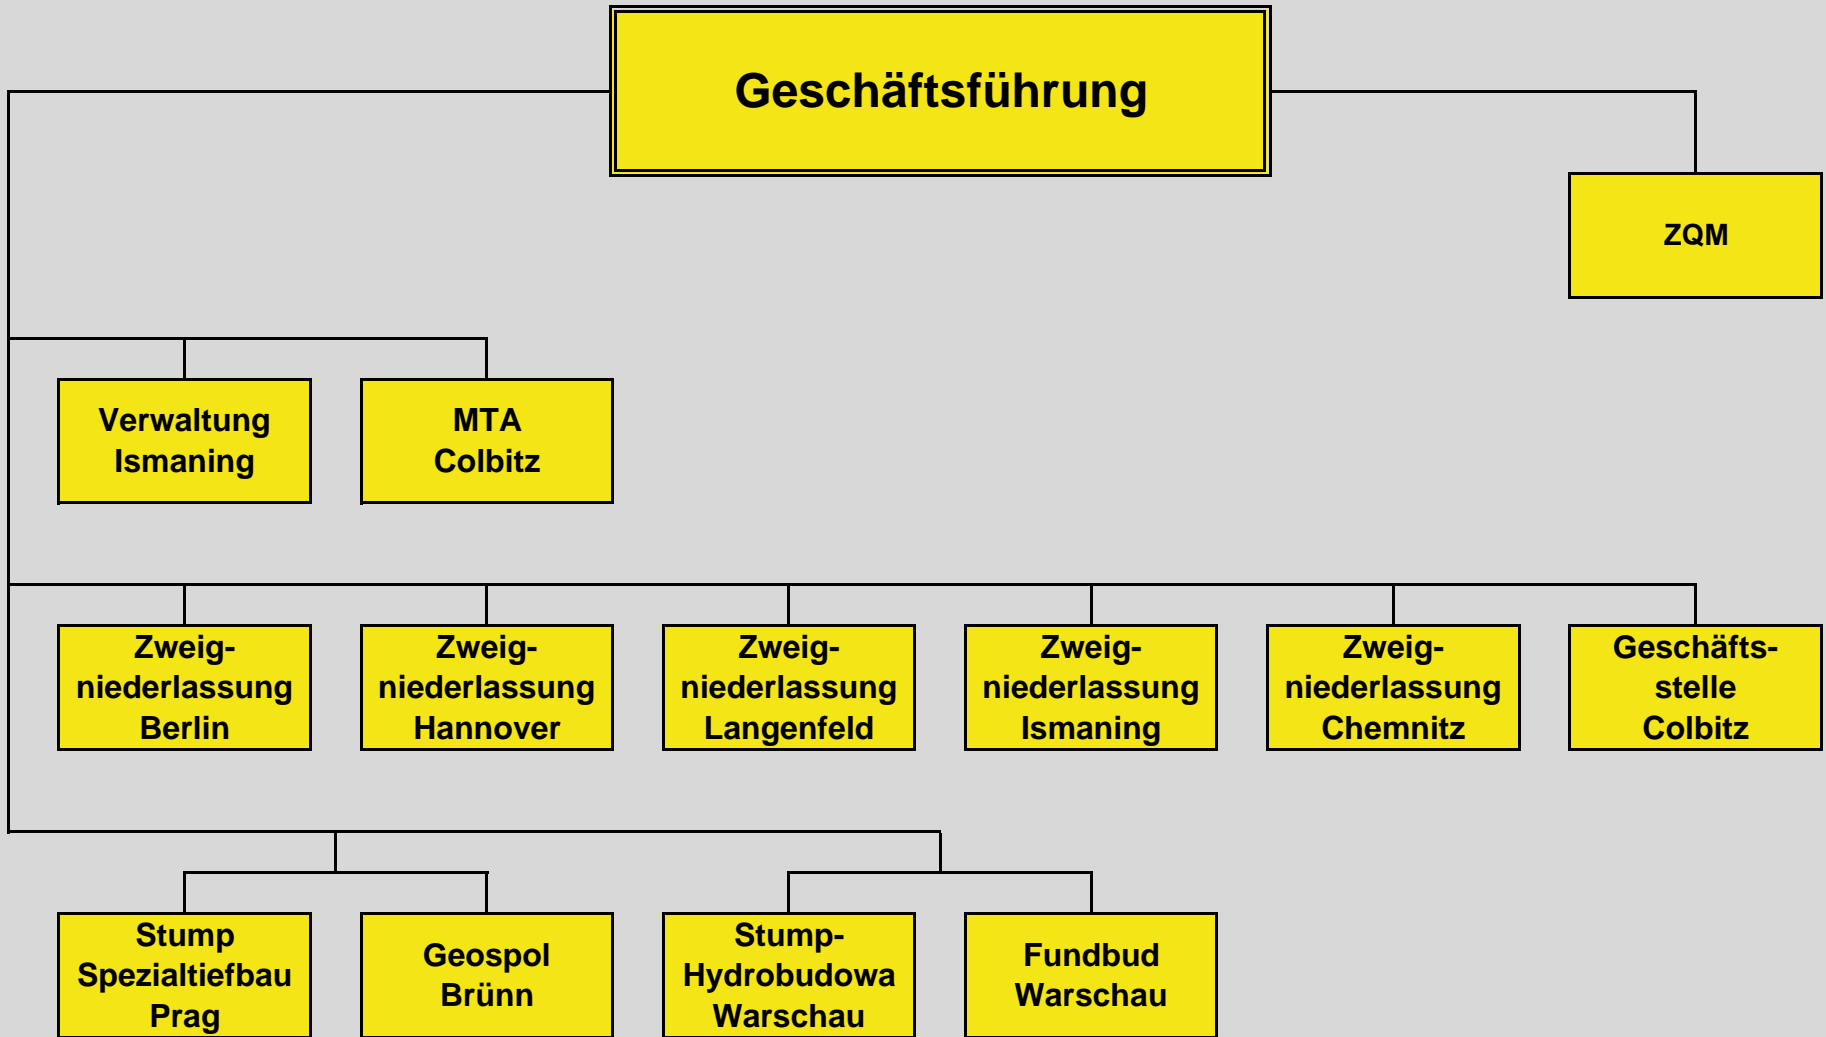 Geschäftsführung
ZQM
Verwaltung
Ismaning
MTA
Colbitz
Zweig-
niederlassung
Berlin
Zweig-
niederlassung
Hannover
Zweig-
niederlassung
Langenfeld
Zweig-
niederlassung
Ismaning
Zweig-
niederlassung
Chemnitz
Geschäfts-
stelle
Colbitz
Stump
Spezialtiefbau
Prag
Geospol
Brünn
Stump-
Hydrobudowa
Warschau
Fundbud
Warschau